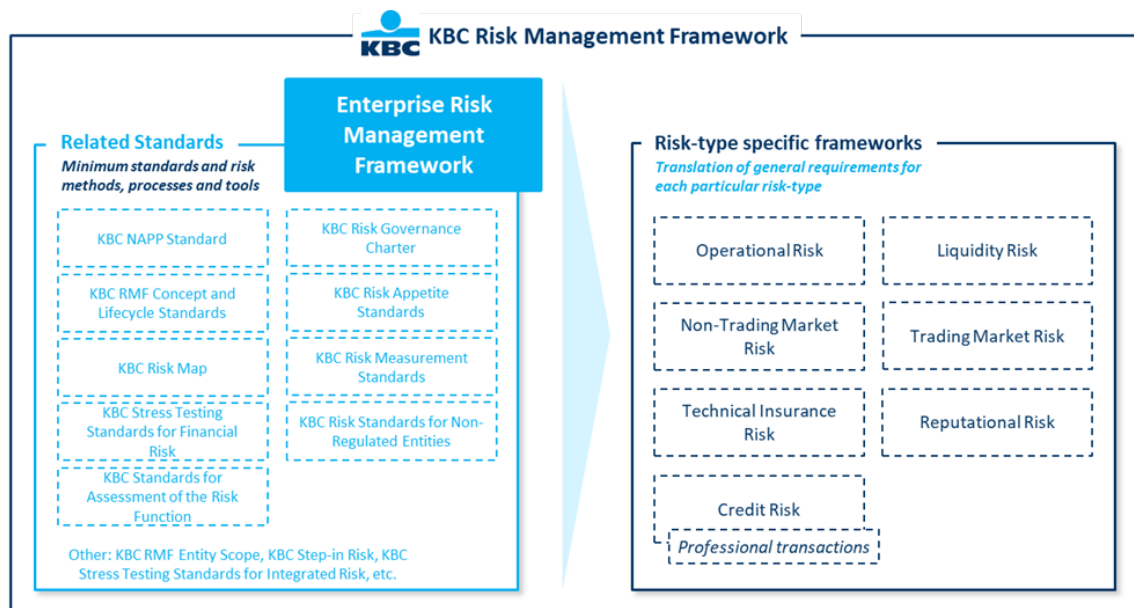 KBC
KBC Risk Management Framework
Enterprise Risk
Management
Framework
Related Standards
Minimum standards and risk
methods, processes and tools
KBC NAPP Standard
KBC Risk Governance
Charter
KBC RMF Concept and
Lifecycle Standards
KBC Risk Appetite
Standards
KBC Risk Map
KBC Risk Measurement
Standards
KBC Stress Testing
Standards for Financial
Risk
KBC Risk Standards for Non-
Regulated Entities
KBC Standards for
Assessment of the Risk
Function
Other: KBC RMF Entity Scope, KBC Step-in Risk, KBC
Stress Testing Standards for Integrated Risk, etc.
Risk-type specific frameworks
Translation of general requirements for
each particular risk-type
Operational Risk
Liquidity Risk
Non-Trading Market
Risk
Trading Market Risk
Technical Insurance
Risk
Reputational Risk
Credit Risk
Professional transactions